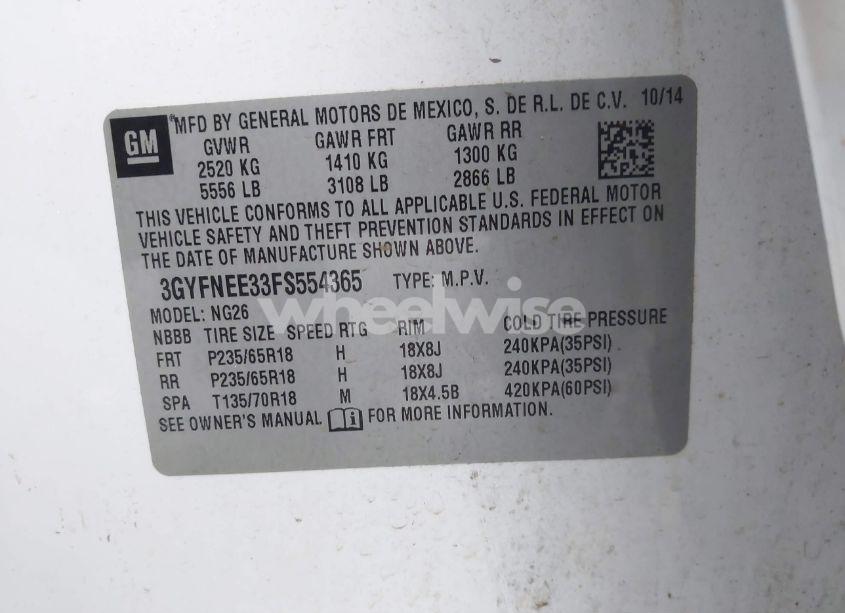 GM
® MFD BY GENERAL MOTORS DE MEXICO, S. DE R.L. DE C.V. 10/14
GVWR GAWR FRT GAWR RR
2520 KG 1410 KG 1300 KG
5556 LB 3108 LB 2866 LB
THIS VEHICLE CONFORMS TO ALL APPLICABLE U.S. FEDERAL MOTOR
VEHICLE SAFETY AND THEFT PREVENTION STANDARDS IN EFFECT ON
THE DATE OF MANUFACTURE SHOWN ABOVE.
3GYFNEE33FS554365 TYPE: M.P.V.
wheelwise
MODEL: NG26
NBBB TIRE SIZE SPEED RTG RIM COLD TIRE PRESSURE
FRT P235/65R18 H 18X8J 240KPA(35PSI)
RR P235/65R18 H 18X8J 240KPA(35PSI)
SPA T135/70R18 M 18X4.5B 420KPA(60PSI)
SEE OWNER'S MANUAL i FOR MORE INFORMATION.